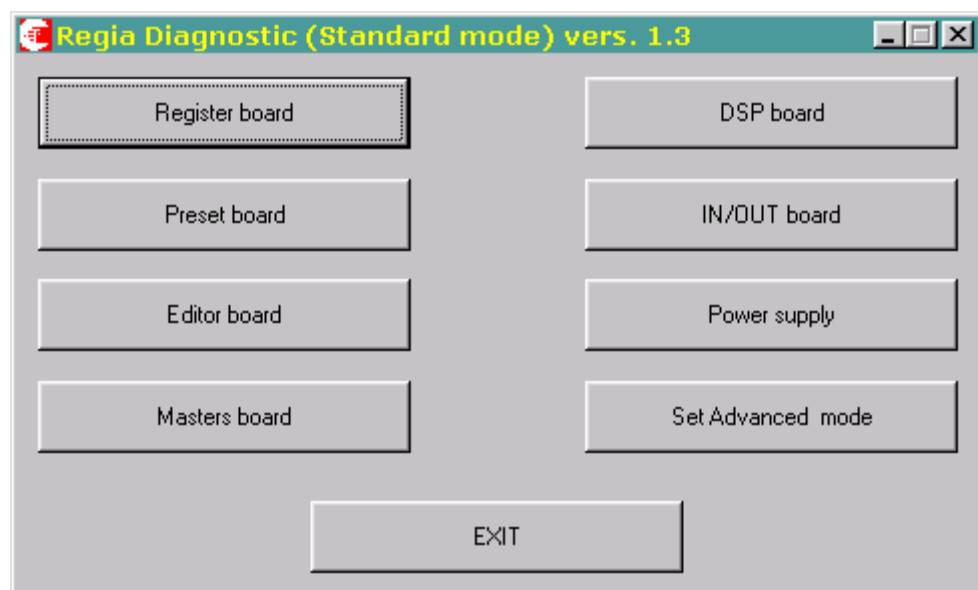 Regia Diagnostic (Standard mode) vers. 1.3
Register board
DSP board
Preset board
IN/OUT board
Editor board
Power supply
Masters board
Set Advanced mode
EXIT